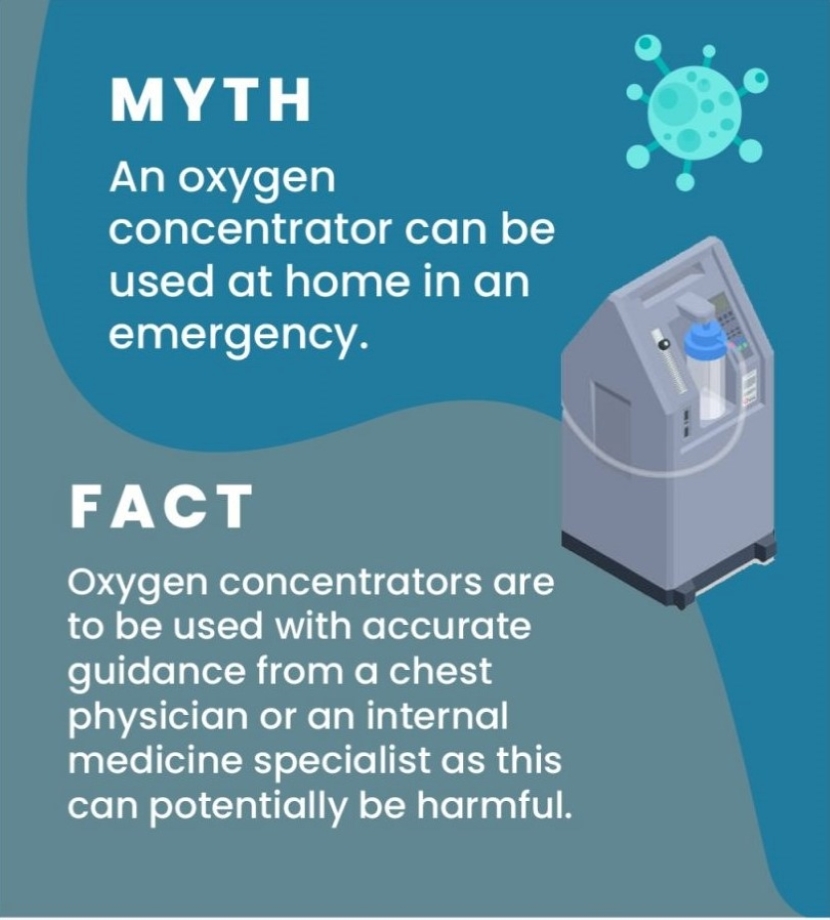 MYTH
An oxygen
concentrator can be
used at home in an
emergency.
FACT
Oxygen concentrators are
to be used with accurate
guidance from a chest
physician or an internal
medicine specialist as this
can potentially be harmful.